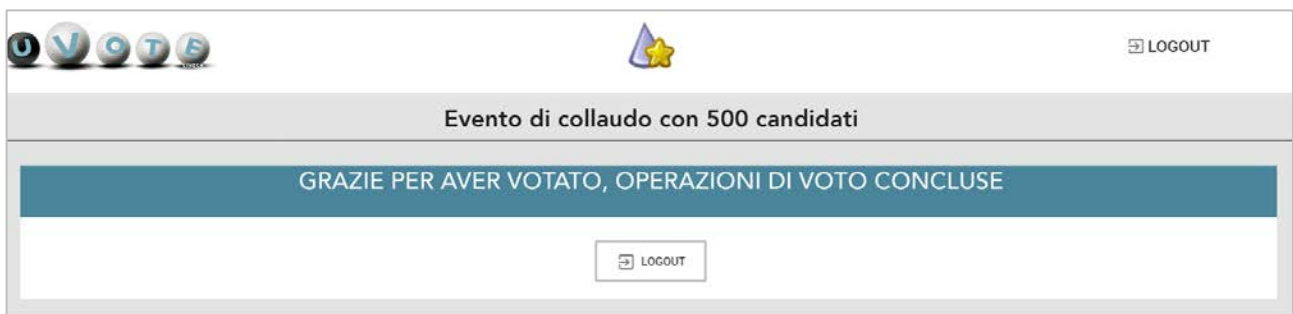 UVOTE
LOGOUT
Evento di collaudo con 500 candidati
GRAZIE PER AVER VOTATO, OPERAZIONI DI VOTO CONCLUSE
LOGOUT